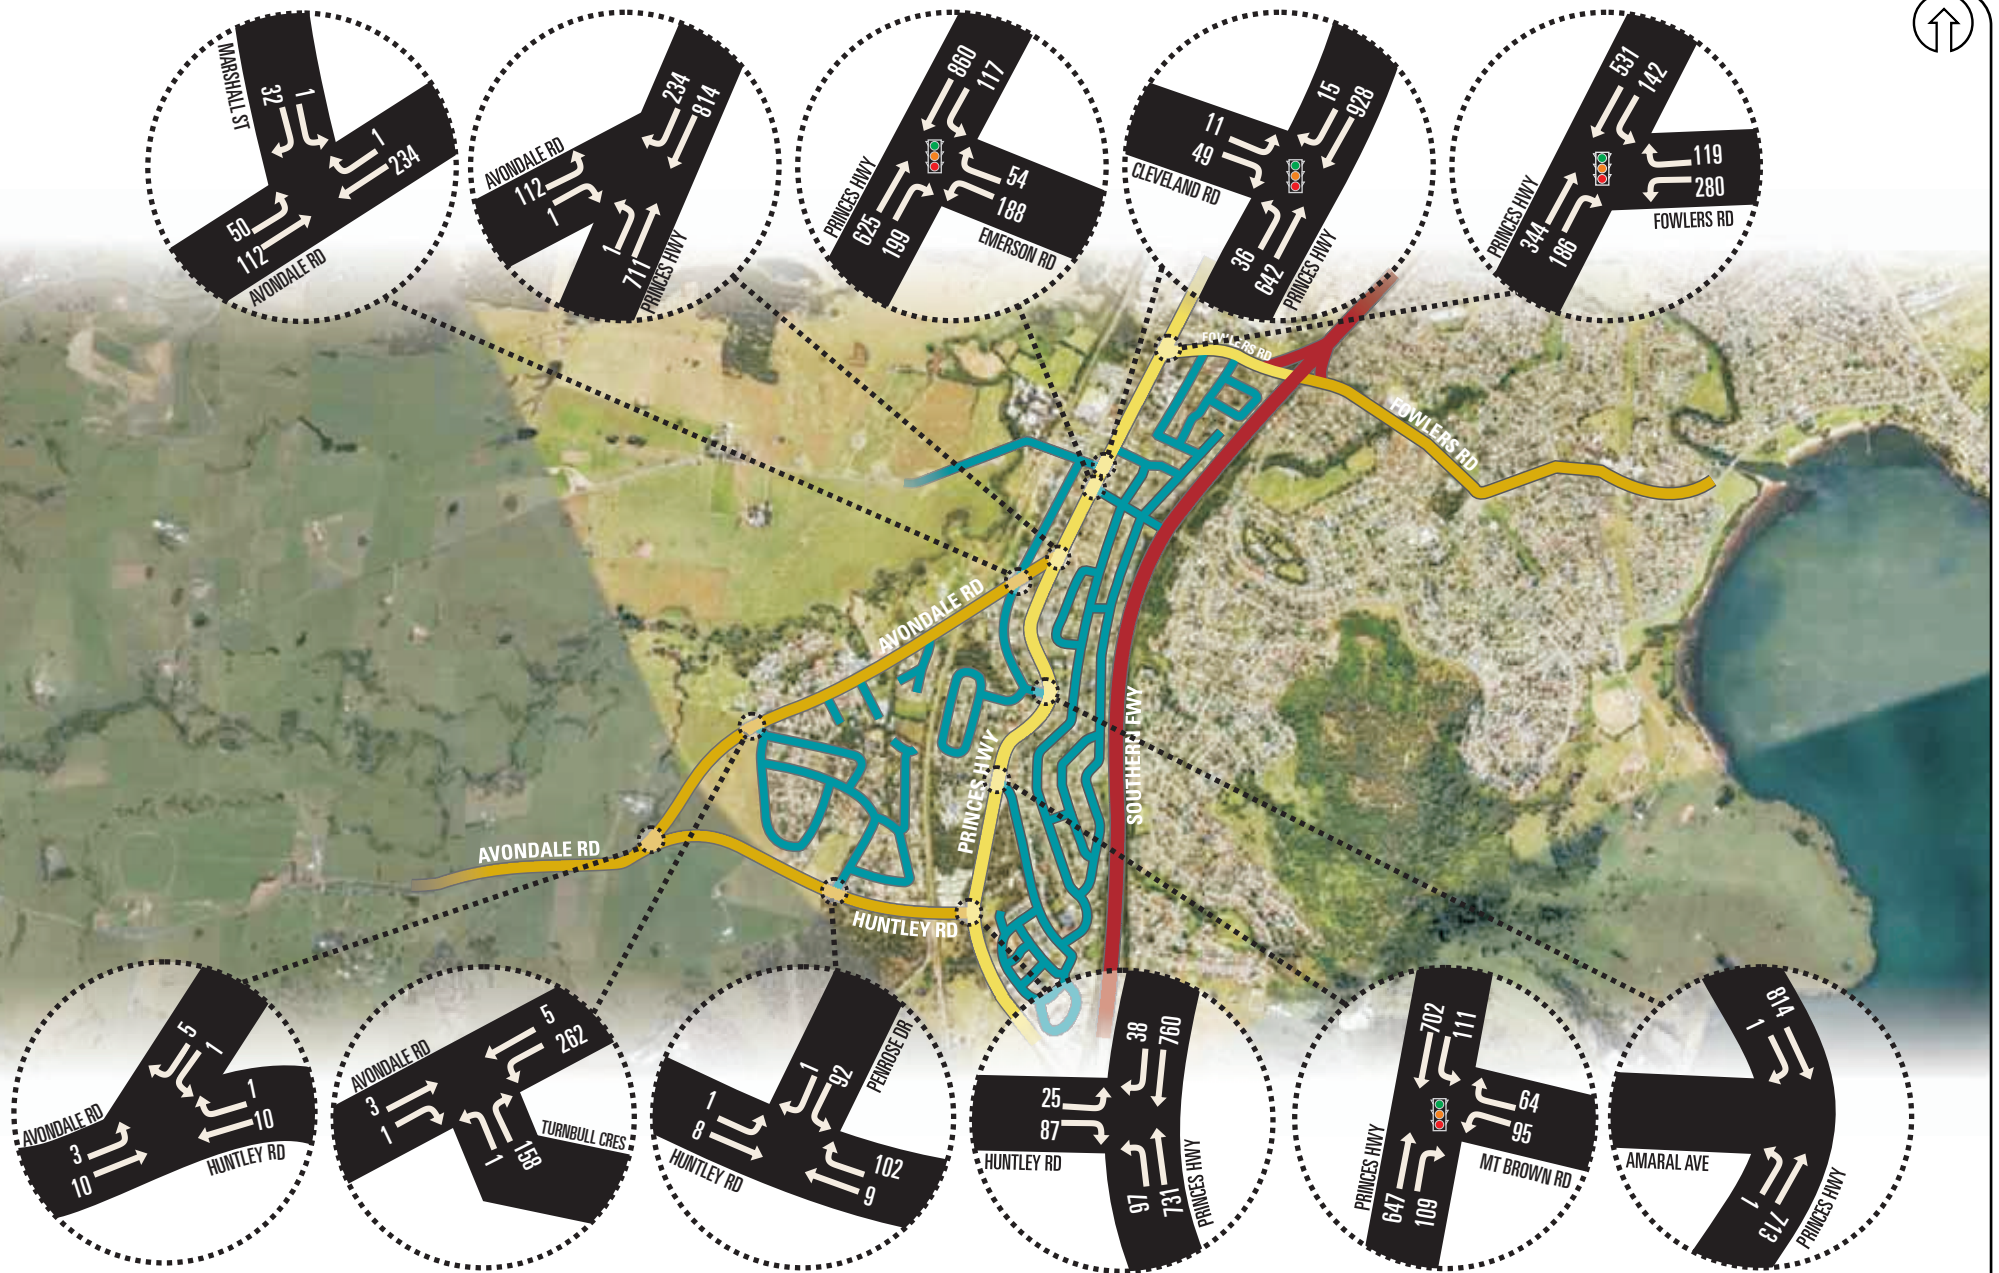 MARSHALL ST
32
1
1
234
50
112
AVONDALE RD
234
814
AVONDALE RD
112
1
1
711
PRINCES HWY
860
117
PRINCES HWY
54
188
625
199
EMERSON RD
15
928
11
49
CLEVELAND RD
36
642
PRINCES HWY
531
142
119
280
PRINCES HWY
344
186
FOWLERS RD
FOWLERS RD
FOWLERS RD
AVONDALE RD
SOUTHERN FWY
PRINCES HWY
AVONDALE RD
HUNTLEY RD
5
1
AVONDALE RD
1
10
3
10
HUNTLEY RD
5
262
AVONDALE RD
3
1
TURNBULL CRES
1
158
1
92
PENROSE DR
1
8
HUNTLEY RD
102
9
38
760
25
87
HUNTLEY RD
97
731
PRINCES HWY
702
111
64
95
PRINCES HWY
MT BROWN RD
647
109
814
1
AMARAL AVE
1
713
PRINCES HWY